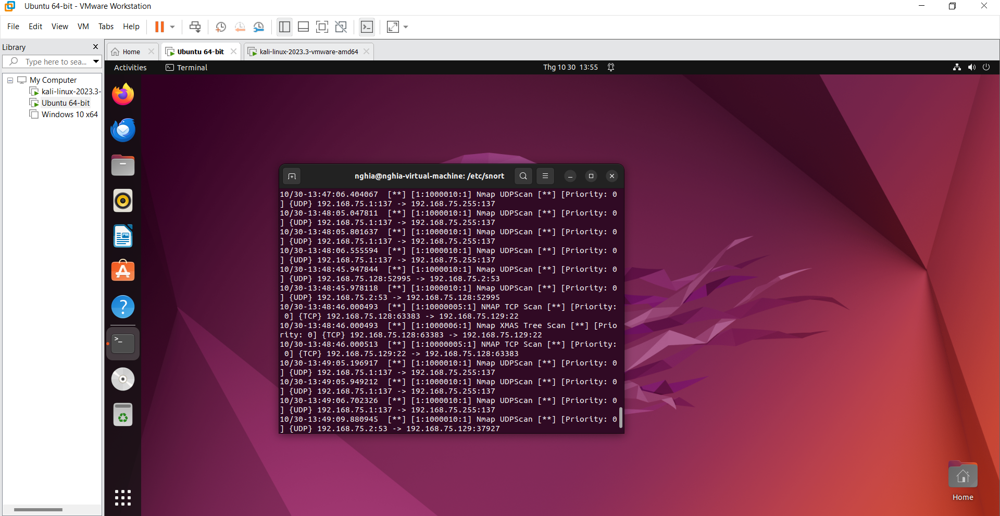 Ubuntu 64-bit - VMware Workstation
File Edit View VM Tabs Help
Library
Type here to sea...
My Computer
kali-linux-2023.3-
Ubuntu 64-bit
Windows 10 x64
Home
Ubuntu 64-bit
kali-linux-2023.3-vmware-amd64
Activities
Terminal
Thg 10 30 13:55
nghia@nghia-virtual-machine: /etc/snort
10/30-13:47:06.404067  [**] [1:1000010:1] Nmap UDPScan [**] [Priority: 0
] {UDP} 192.168.75.1:137 -> 192.168.75.255:137
10/30-13:48:05.047811  [**] [1:1000010:1] Nmap UDPScan [**] [Priority: 0
] {UDP} 192.168.75.1:137 -> 192.168.75.255:137
10/30-13:48:05.801637  [**] [1:1000010:1] Nmap UDPScan [**] [Priority: 0
] {UDP} 192.168.75.1:137 -> 192.168.75.255:137
10/30-13:48:06.555594  [**] [1:1000010:1] Nmap UDPScan [**] [Priority: 0
] {UDP} 192.168.75.1:137 -> 192.168.75.255:137
10/30-13:48:45.947844  [**] [1:1000010:1] Nmap UDPScan [**] [Priority: 0
] {UDP} 192.168.75.128:52995 -> 192.168.75.2:53
10/30-13:48:45.978118  [**] [1:1000010:1] Nmap UDPScan [**] [Priority: 0
] {UDP} 192.168.75.2:53 -> 192.168.75.128:52995
10/30-13:48:46.000493  [**] [1:10000005:1] NMAP TCP Scan [**] [Priority:
 0] {TCP} 192.168.75.128:63383 -> 192.168.75.129:22
10/30-13:48:46.000493  [**] [1:1000006:1] Nmap XMAS Tree Scan [**] [Prio
rity: 0] {TCP} 192.168.75.128:63383 -> 192.168.75.129:22
10/30-13:48:46.000513  [**] [1:10000005:1] NMAP TCP Scan [**] [Priority:
 0] {TCP} 192.168.75.129:22 -> 192.168.75.128:63383
10/30-13:49:05.196917  [**] [1:1000010:1] Nmap UDPScan [**] [Priority: 0
] {UDP} 192.168.75.1:137 -> 192.168.75.255:137
10/30-13:49:05.949212  [**] [1:1000010:1] Nmap UDPScan [**] [Priority: 0
] {UDP} 192.168.75.1:137 -> 192.168.75.255:137
10/30-13:49:06.702326  [**] [1:1000010:1] Nmap UDPScan [**] [Priority: 0
] {UDP} 192.168.75.1:137 -> 192.168.75.255:137
10/30-13:49:09.880945  [**] [1:1000010:1] Nmap UDPScan [**] [Priority: 0
] {UDP} 192.168.75.2:53 -> 192.168.75.129:37927
Home